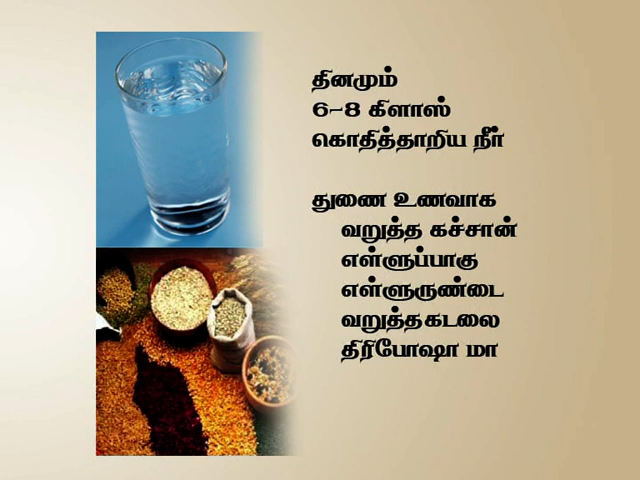 தினமும்
6-8 கிளாஸ்
கொதித்தாறிய நீர்
துணை உணவாக
வறுத்த கச்சான்
எள்ளுப்பாகு
எள்ளுருண்டை
வறுத்தகடலை
திரிபோஷா மா